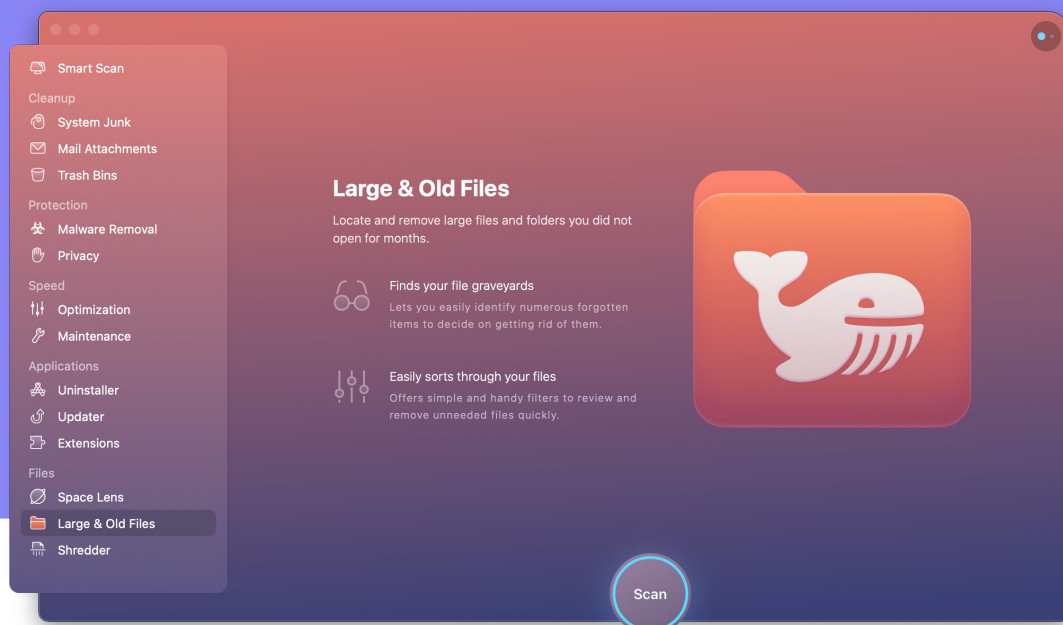 Smart Scan
Cleanup
System Junk
Mail Attachments
Trash Bins
Protection
Malware Removal
Privacy
Speed
Optimization
Maintenance
Applications
Uninstaller
Updater
Extensions
Files
Space Lens
Large & Old Files
Shredder
Large & Old Files
Locate and remove large files and folders you did not
open for months.
Finds your file graveyards
Lets you easily identify numerous forgotten
items to decide on getting rid of them.
Easily sorts through your files
Offers simple and handy filters to review and
remove unneeded files quickly.
Scan